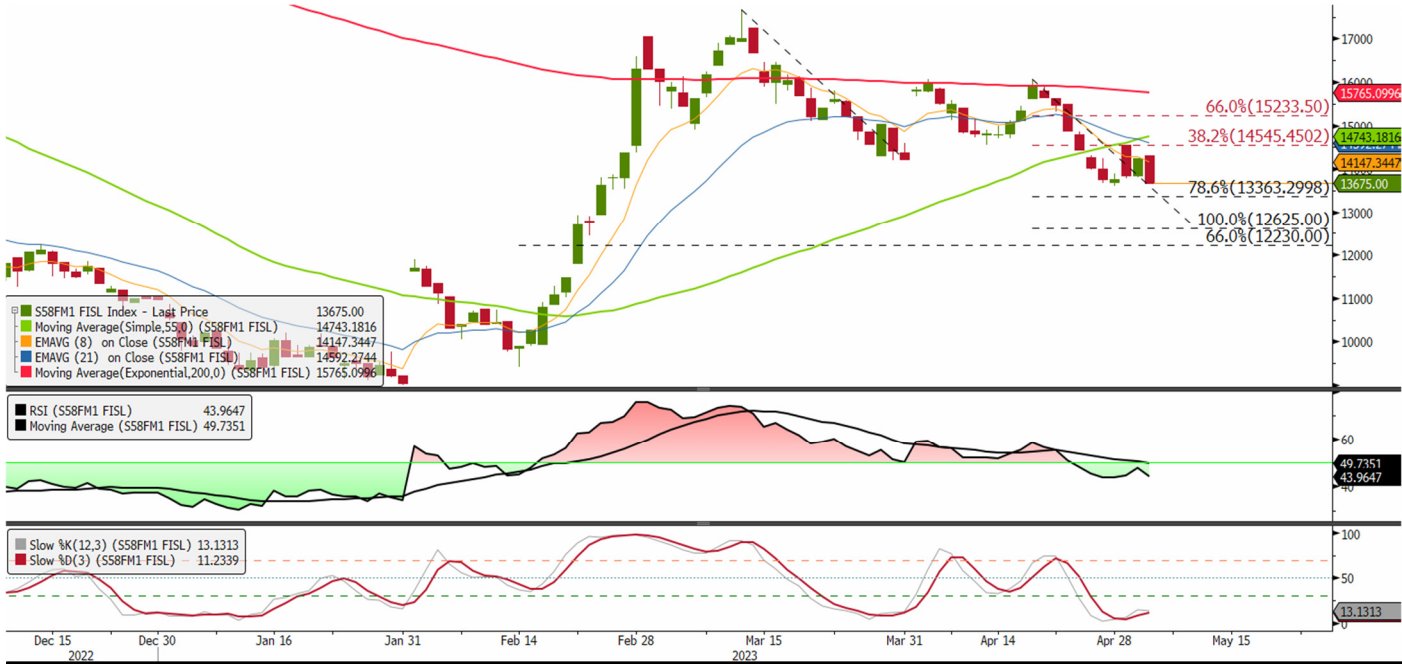 17000
16000
15765.0996
66.0%(15233.50)
15000
14743.1816
38.2%(14545.4502)
14147.3447
13675.00
78.6%(13363.2998)
13000
100.0%(12625.00)
66.0%(12230.00)
12000
11000
10000
S58FM1 FISL Index - Last Price 13675.00
Moving Average(Simple,55,0) (S58FM1 FISL) 14743.1816
EMAVG (8) on Close (S58FM1 FISL) 14147.3447
EMAVG (21) on Close (S58FM1 FISL) 14592.2744
Moving Average(Exponential,200,0) (S58FM1 FISL) 15765.0996
RSI (S58FM1 FISL) 43.9647
Moving Average (S58FM1 FISL) 49.7351
60
49.7351
43.9647
40
Slow %K(12,3) (S58FM1 FISL) 13.1313
Slow %D(3) (S58FM1 FISL) 11.2339
100
50
13.1313
0
Dec 15 Dec 30 Jan 16 Jan 31 Feb 14 Feb 28 Mar 15 Mar 31 Apr 14 Apr 28 May 15
2022 2023